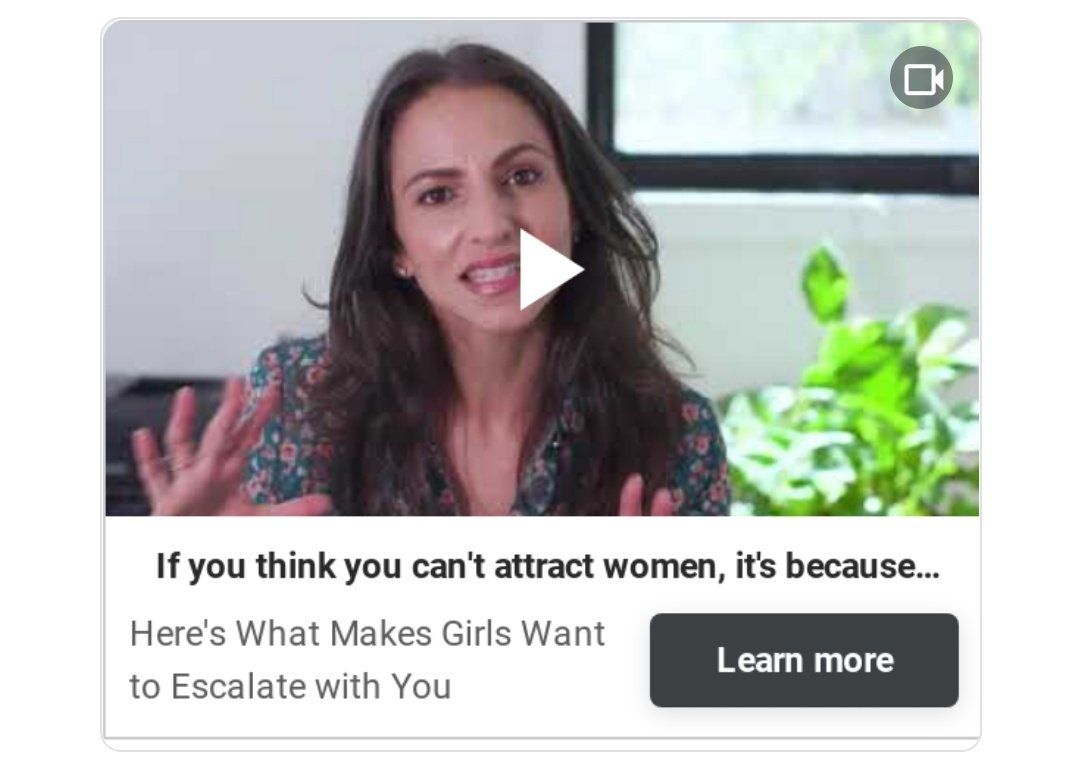 If you think you can't attract women, it's because...
Here's What Makes Girls Want
to Escalate with You
Learn more